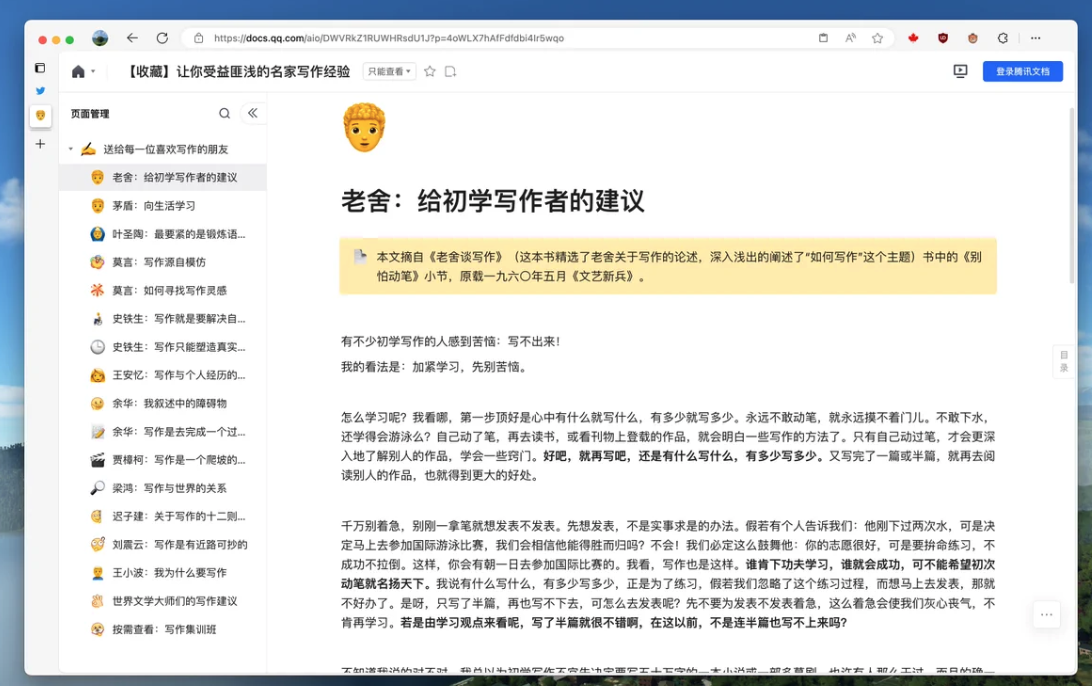 https://docs.qq.com/aio/DWVRkZ1RUWHRsdU1J?p=4oWLX7hAfFdfdbi4Ir5wqo
【收藏】让你受益匪浅的名家写作经验
只能查看
登录腾讯文档
页面管理
送给每一位喜欢写作的朋友
老舍：给初学写作者的建议
茅盾：向生活学习
叶圣陶：最要紧的是锻炼语...
莫言：写作源自模仿
莫言：如何寻找写作灵感
史铁生：写作就是要解决自...
史铁生：写作只能塑造真实...
王安忆：写作与个人经历的...
余华：我叙述中的障碍物
余华：写作是去完成一个过...
贾樟柯：写作是一个爬坡的...
梁鸿：写作与世界的关系
迟子建：关于写作的十二则...
刘震云：写作是有近路可抄的
王小波：我为什么要写作
世界文学大师们的写作建议
按需查看：写作集训班
老舍：给初学写作者的建议
本文摘自《老舍谈写作》（这本书精选了老舍关于写作的论述，深入浅出的阐述了“如何写作”这个主题）书中的《别
怕动笔》小节，原载一九六〇年五月《文艺新兵》。
有不少初学写作的人感到苦恼：写不出来！
我的看法是：加紧学习，先别苦恼。
怎么学习呢？我看哪，第一步顶好是心中有什么就写什么，有多少就写多少。永远不敢动笔，就永远摸不着门儿。不敢下水，
还学得会游泳么？自己动了笔，再去读书，或看刊物上登载的作品，就会明白一些写作的方法了。只有自己动过笔，才会更深
入地了解别人的作品，学会一些窍门。好吧，就再写吧，还是有什么写什么，有多少写多少。又写完了一篇或半篇，就再去阅
读别人的作品，也就得到更大的好处。
千万别着急，别刚一拿笔就想发表不发表。先想发表，不是实事求是的办法。假若有个人告诉我们：他刚下过两次水，可是决
定马上去参加国际游泳比赛，我们会相信他能得胜而归吗？不会！我们必定这么鼓舞他：你的志愿很好，可是要拚命练习，不
成功不拉倒。这样，你会有朝一日去参加国际比赛的。我看，写作也是这样。谁肯下功夫学习，谁就会成功，可不能希望初次
动笔就名扬天下。我说有什么写什么，有多少写多少，正是为了练习，假若我们忽略了这个练习过程，而想马上去发表，那就
不好办了。是呀，只写了半篇，再也写不下去，可怎么去发表呢？先不要为发表不发表着急，这么着急会使我们灰心丧气，不
肯再学习。若是由学习观点来看呢，写了半篇就很不错啊，在这以前，不是连半篇也写不上来吗？
目
录